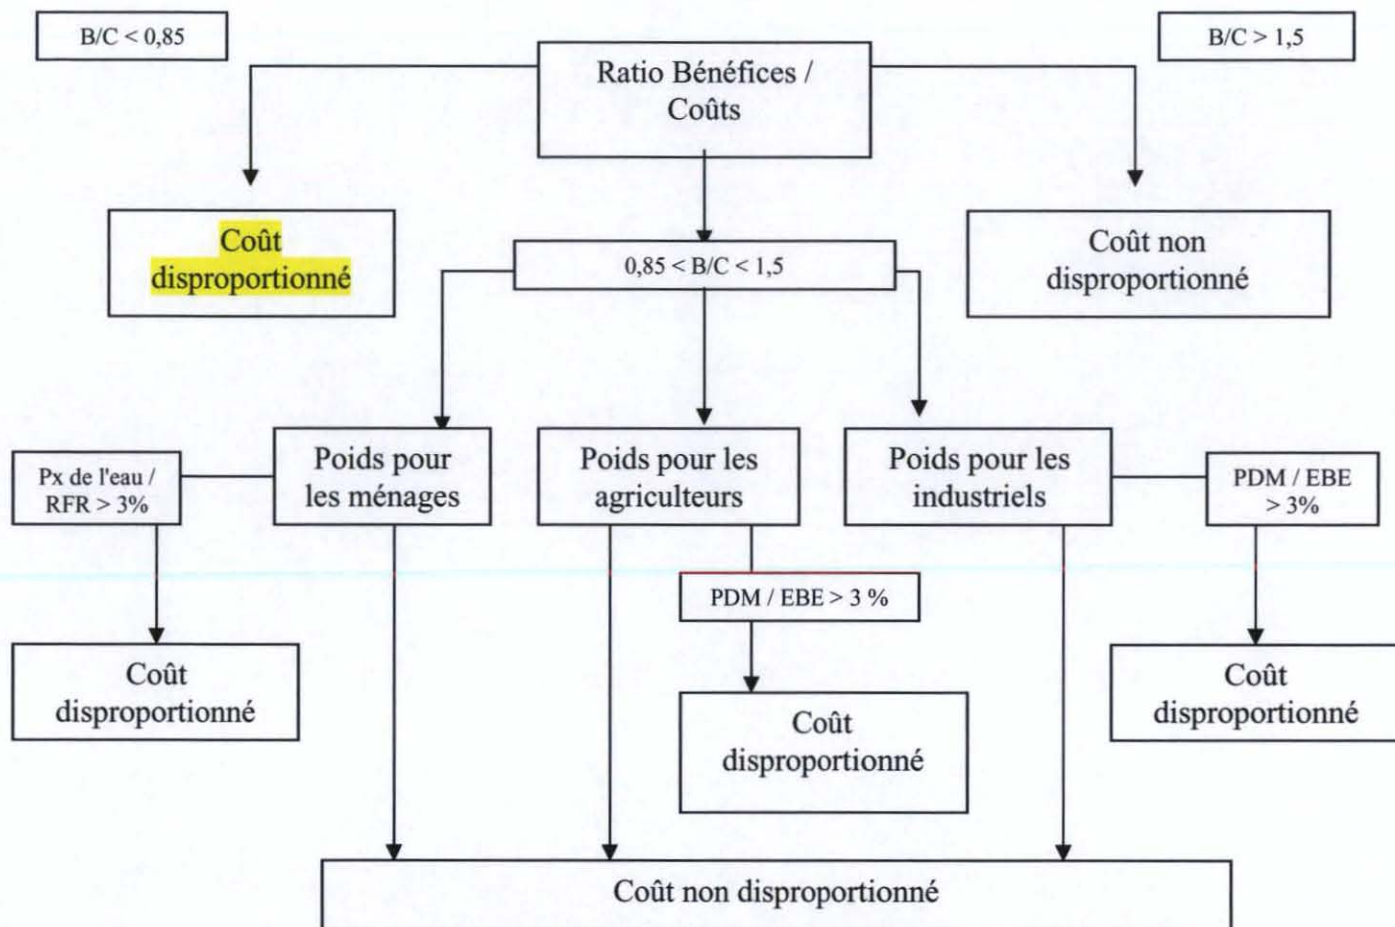 B/C < 0,85
B/C > 1,5
Ratio Bénéfices /
Coûts
Coût
disproportionné
0,85 < B/C < 1,5
Coût non
disproportionné
Px de l'eau /
RFR > 3%
Poids pour
les ménages
Poids pour les
agriculteurs
Poids pour les
industriels
PDM / EBE
> 3%
PDM / EBE > 3 %
Coût
disproportionné
Coût
disproportionné
Coût
disproportionné
Coût non disproportionné